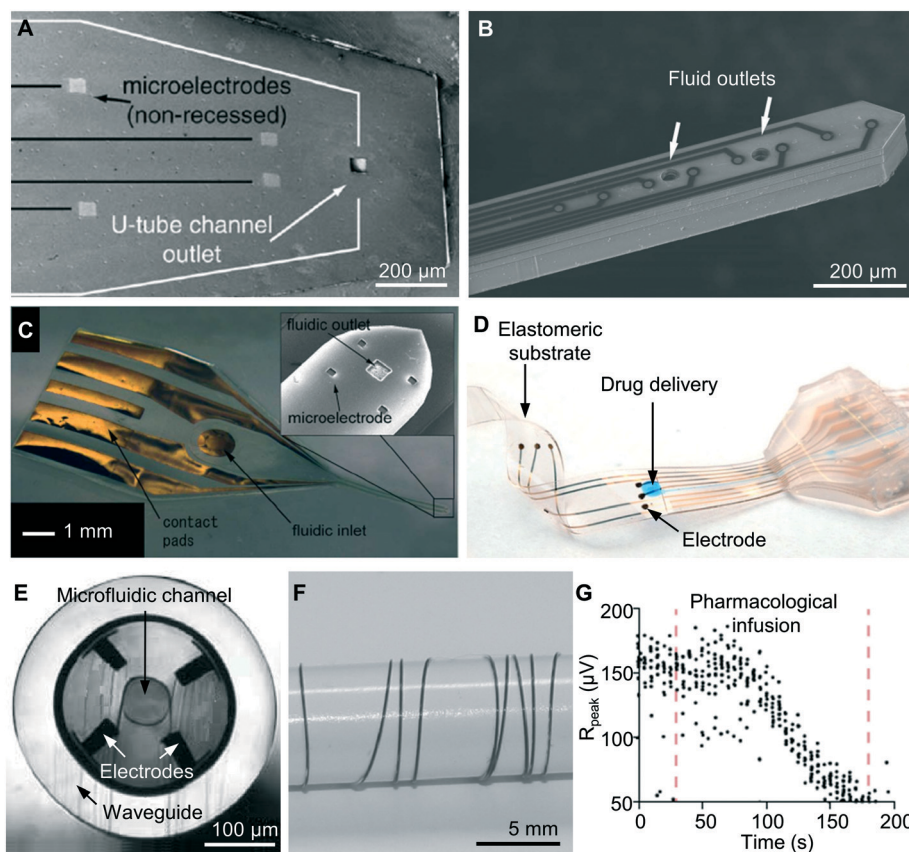 A
microelectrodes
(non-recessed)
U-tube channel
outlet
200 µm
B
Fluid outlets
200 µm
C
fluidic outlet
microelectrode
1 mm
contact
pads
fluidic inlet
D
Elastomeric
substrate
Drug delivery
Electrode
E
Microfluidic channel
Electrodes
Waveguide
100 µm
F
5 mm
G
Pharmacological
infusion
Rpeak (µV)
200
150
100
50
0 50 100 150 200
Time (s)